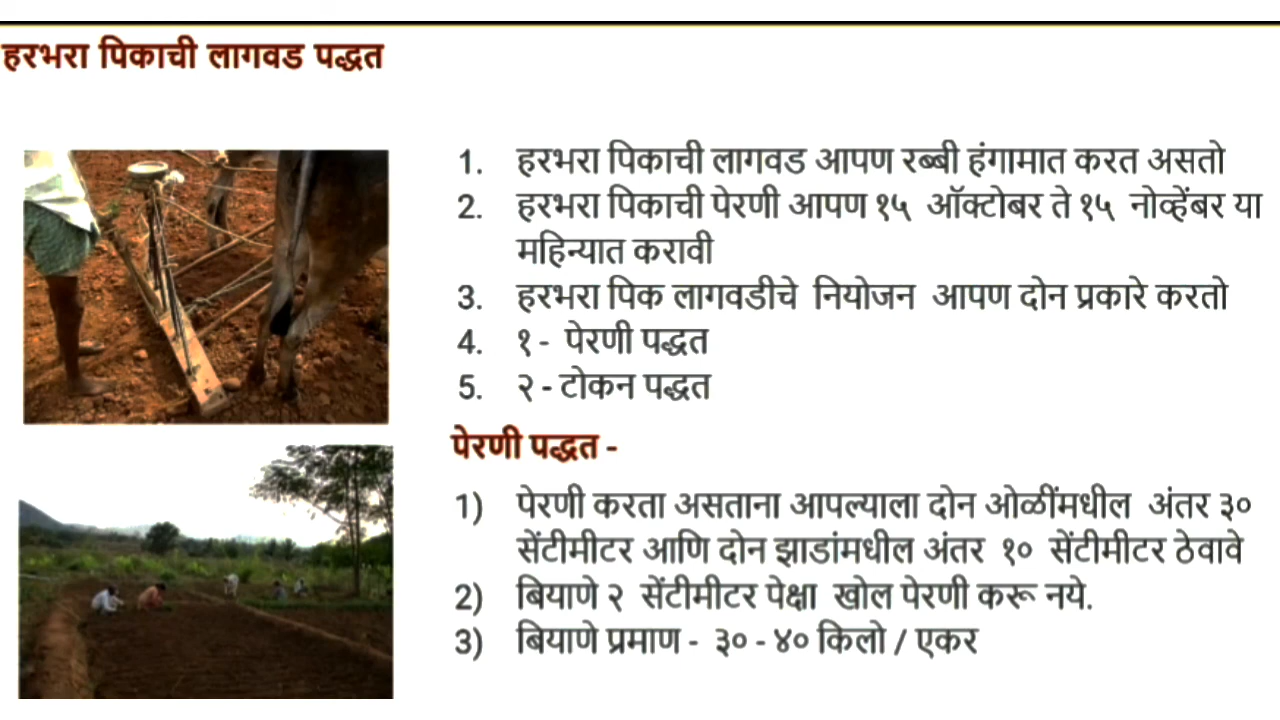 हरभरा पिकाची लागवड पद्धत
1. हरभरा पिकाची लागवड आपण रब्बी हंगामात करत असतो
2. हरभरा पिकाची पेरणी आपण १५ ऑक्टोबर ते १५ नोव्हेंबर या
महिन्यात करावी
3. हरभरा पिक लागवडीचे नियोजन आपण दोन प्रकारे करतो
4. १ - पेरणी पद्धत
5. २ - टोकन पद्धत
पेरणी पद्धत -
1) पेरणी करता असताना आपल्याला दोन ओळींमधील अंतर ३०
सेंटीमीटर आणि दोन झाडांमधील अंतर १० सेंटीमीटर ठेवावे
2) बियाणे २ सेंटीमीटर पेक्षा खोल पेरणी करू नये.
3) बियाणे प्रमाण - ३० - ४० किलो / एकर